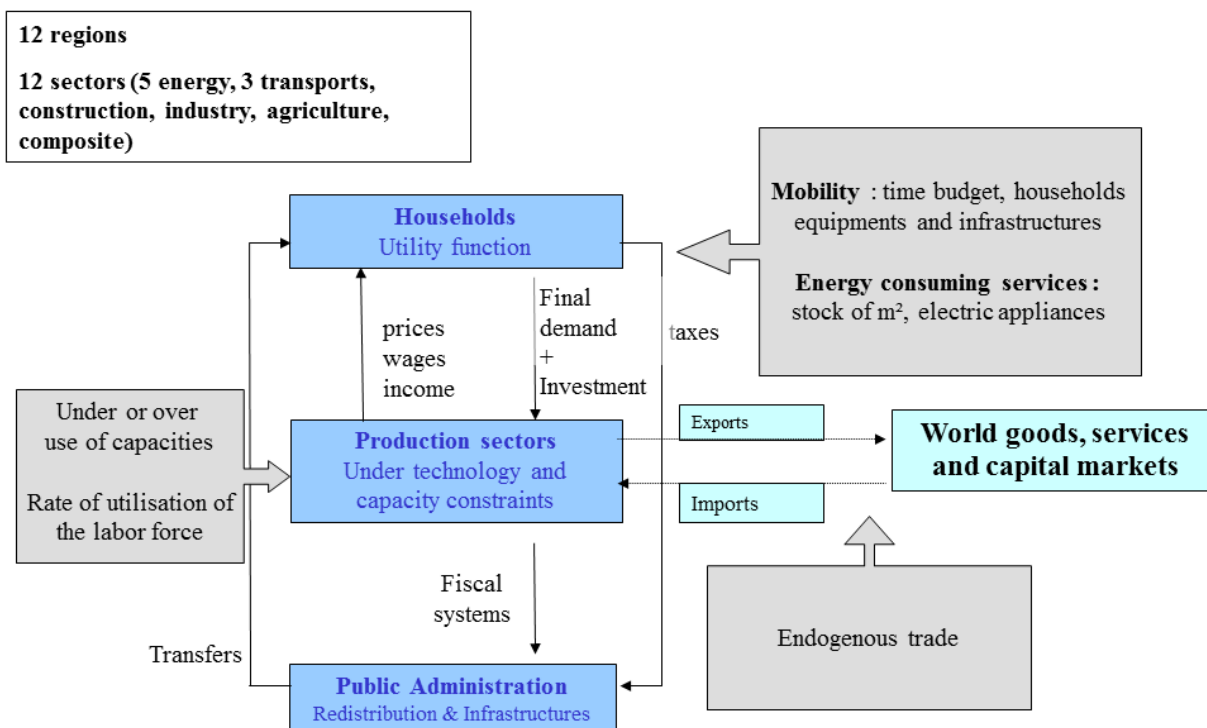 12 regions
12 sectors (5 energy, 3 transports,
construction, industry, agriculture,
composite)
Households
Utility function
Mobility : time budget, households
equipments and infrastructures
Energy consuming services :
stock of m², electric appliances
prices
wages
income
Final
demand
+
Investment
taxes
Under or over
use of capacities
Rate of utilisation of
the labor force
Production sectors
Under technology and
capacity constraints
Exports
Imports
World goods, services
and capital markets
Fiscal
systems
Endogenous trade
Transfers
Public Administration
Redistribution & Infrastructures